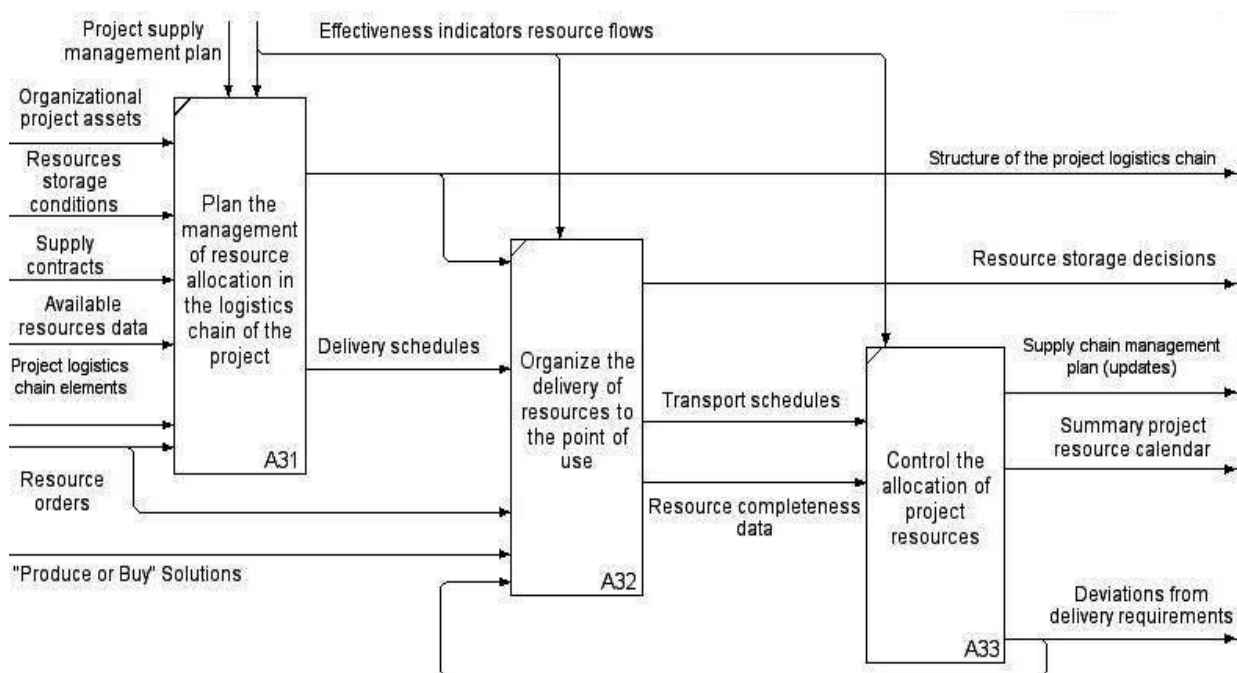 Project supply
management plan
Effectiveness indicators resource flows
Organizational
project assets
Resources
storage
conditions
Supply
contracts
Available
resources data
Project logistics
chain elements
Resource
orders
"Produce or Buy" Solutions
Plan the
management
of resource
allocation in
the logistics
chain of the
project
A31
Delivery schedules
Structure of the project logistics chain
Resource storage decisions
Organize the
delivery of
resources to
the point of
use
A32
Transport schedules
Resource completeness
data
Control the
allocation of
project
resources
A33
Supply chain management
plan (updates)
Summary project
resource calendar
Deviations from
delivery requirements